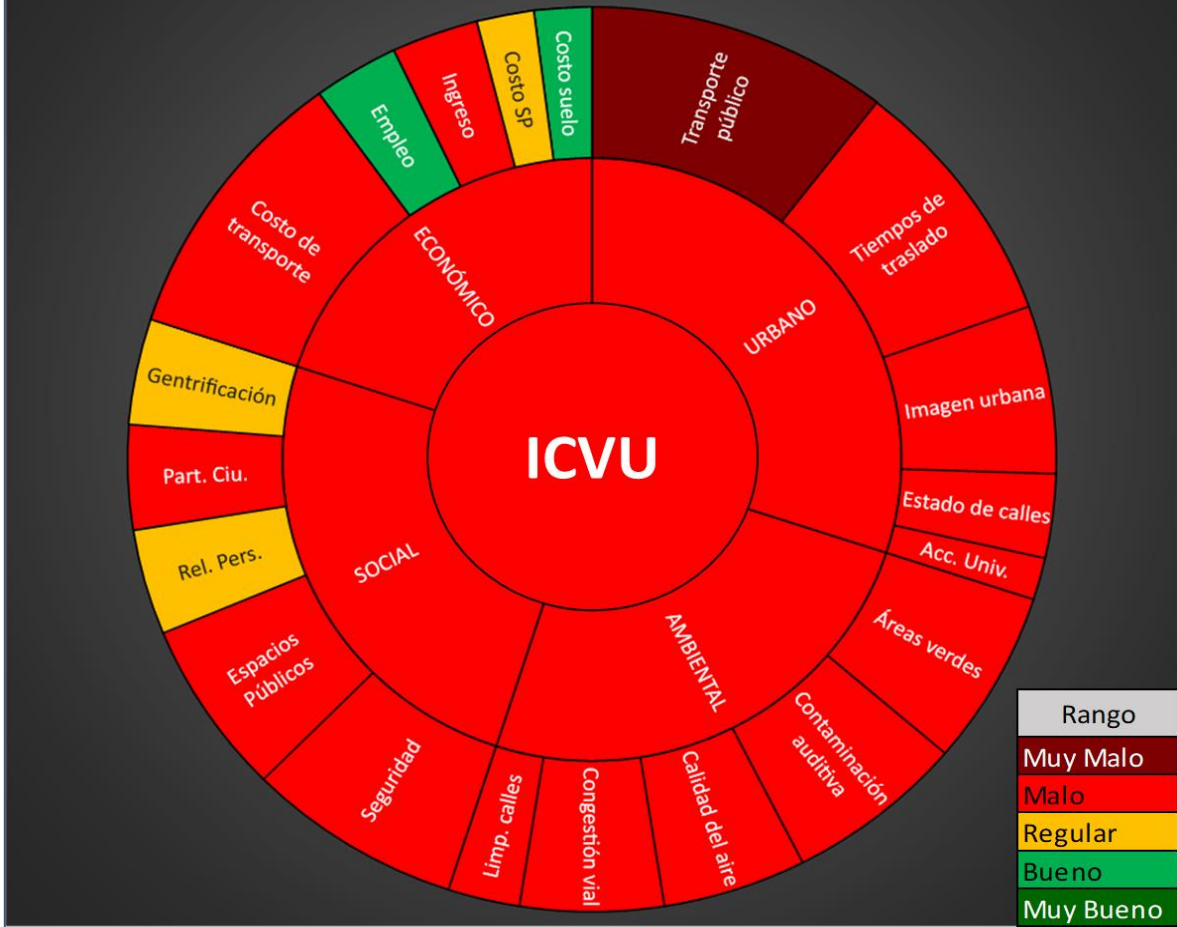 ICVU
URBANO
Transporte
público
Tiempos de
traslado
Imagen urbana
Estado de calles
Acc. Univ.
AMBIENTAL
Áreas verdes
Contaminación
auditiva
Calidad del aire
Congestión vial
Limp. calles
SOCIAL
Seguridad
Espacios
Públicos
Rel. Pers.
Part. Ciu.
Gentrificación
ECONÓMICO
Costo de
transporte
Empleo
Ingreso
Costo SP
Costo suelo
Rango
Muy Malo
Malo
Regular
Bueno
Muy Bueno